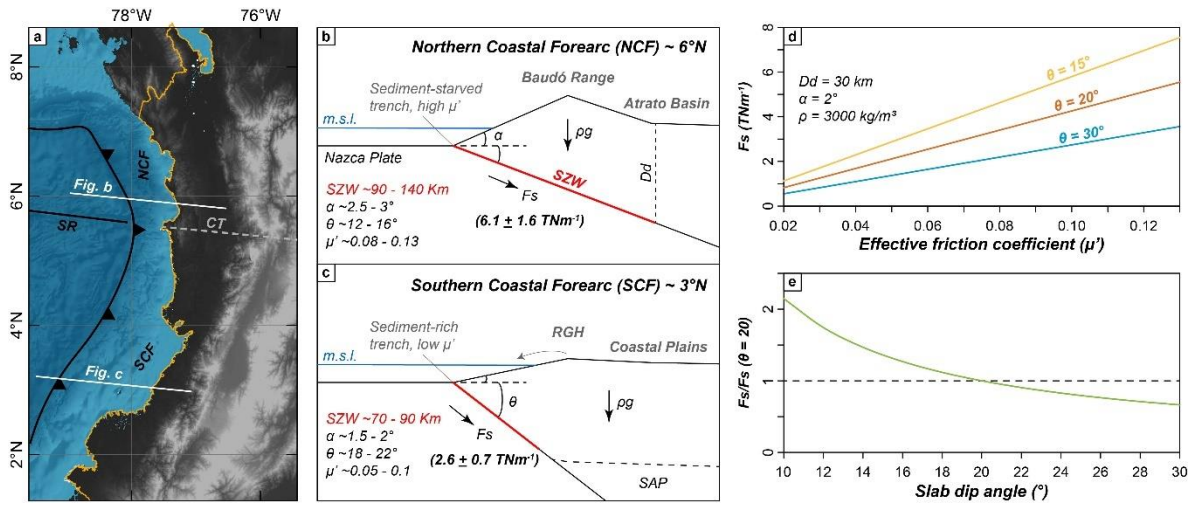 78°W
76°W
a
8°N
6°N
4°N
2°N
NCF
Fig. b
SR
CT
SCF
Fig. c
b
Northern Coastal Forearc (NCF) ~ 6°N
Sediment-starved
trench, high μ'
Baudó Range
Atrato Basin
m.s.l.
α
ρg
Nazca Plate
SZW
Dd
Fs
SZW ~90 - 140 Km
α ~2.5 - 3°
θ ~12 - 16°
μ' ~0.08 - 0.13
(6.1 ± 1.6 TNm⁻¹)
c
Southern Coastal Forearc (SCF) ~ 3°N
Sediment-rich
trench, low μ'
RGH
Coastal Plains
m.s.l.
θ
ρg
SZW ~70 - 90 Km
α ~1.5 - 2°
θ ~18 - 22°
μ' ~0.05 - 0.1
Fs
(2.6 ± 0.7 TNm⁻¹)
SAP
d
Dd = 30 km
α = 2°
ρ = 3000 kg/m³
θ = 15°
θ = 20°
θ = 30°
Fs (TNm⁻¹)
8
6
4
2
0
0.02 0.04 0.06 0.08 0.10 0.12
Effective friction coefficient (μ')
e
Fs/Fs (θ = 20)
2
1
0
10 12 14 16 18 20 22 24 26 28 30
Slab dip angle (°)